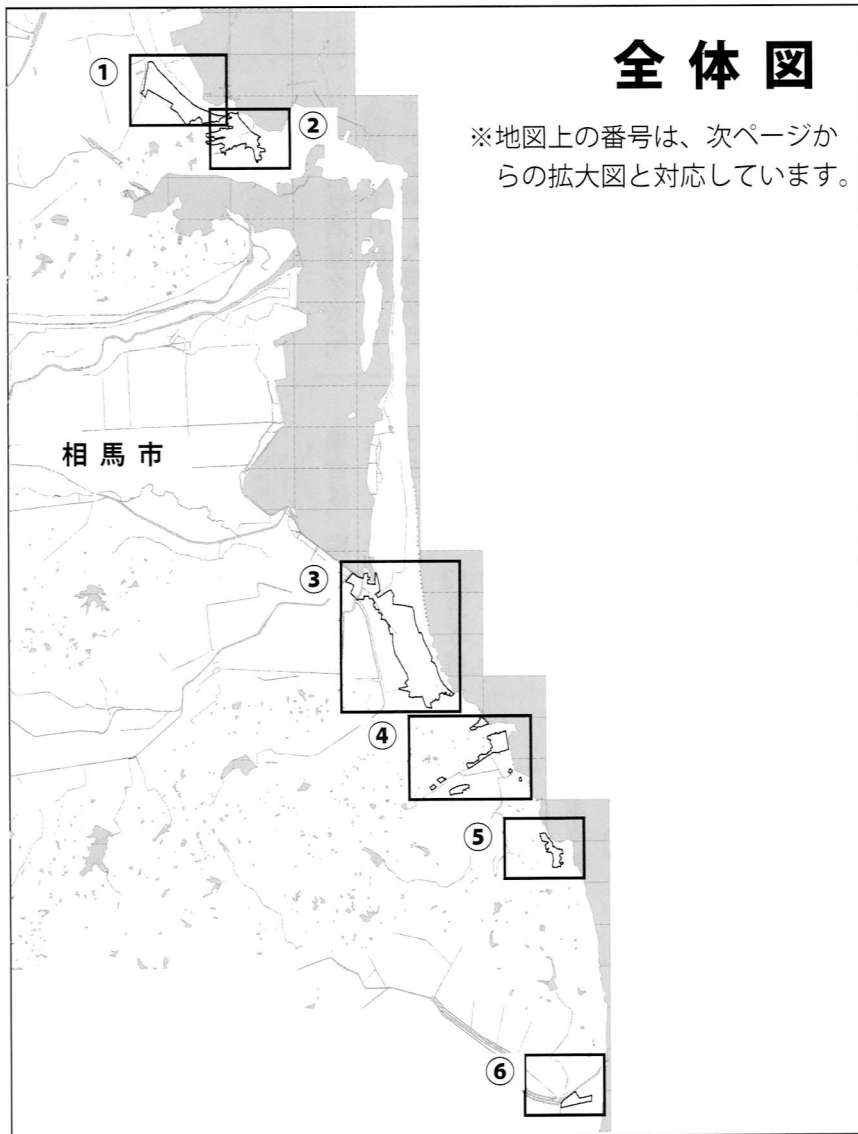 全体図
※地図上の番号は、次ページか
らの拡大図と対応しています。
①
②
相馬市
③
④
⑤
⑥